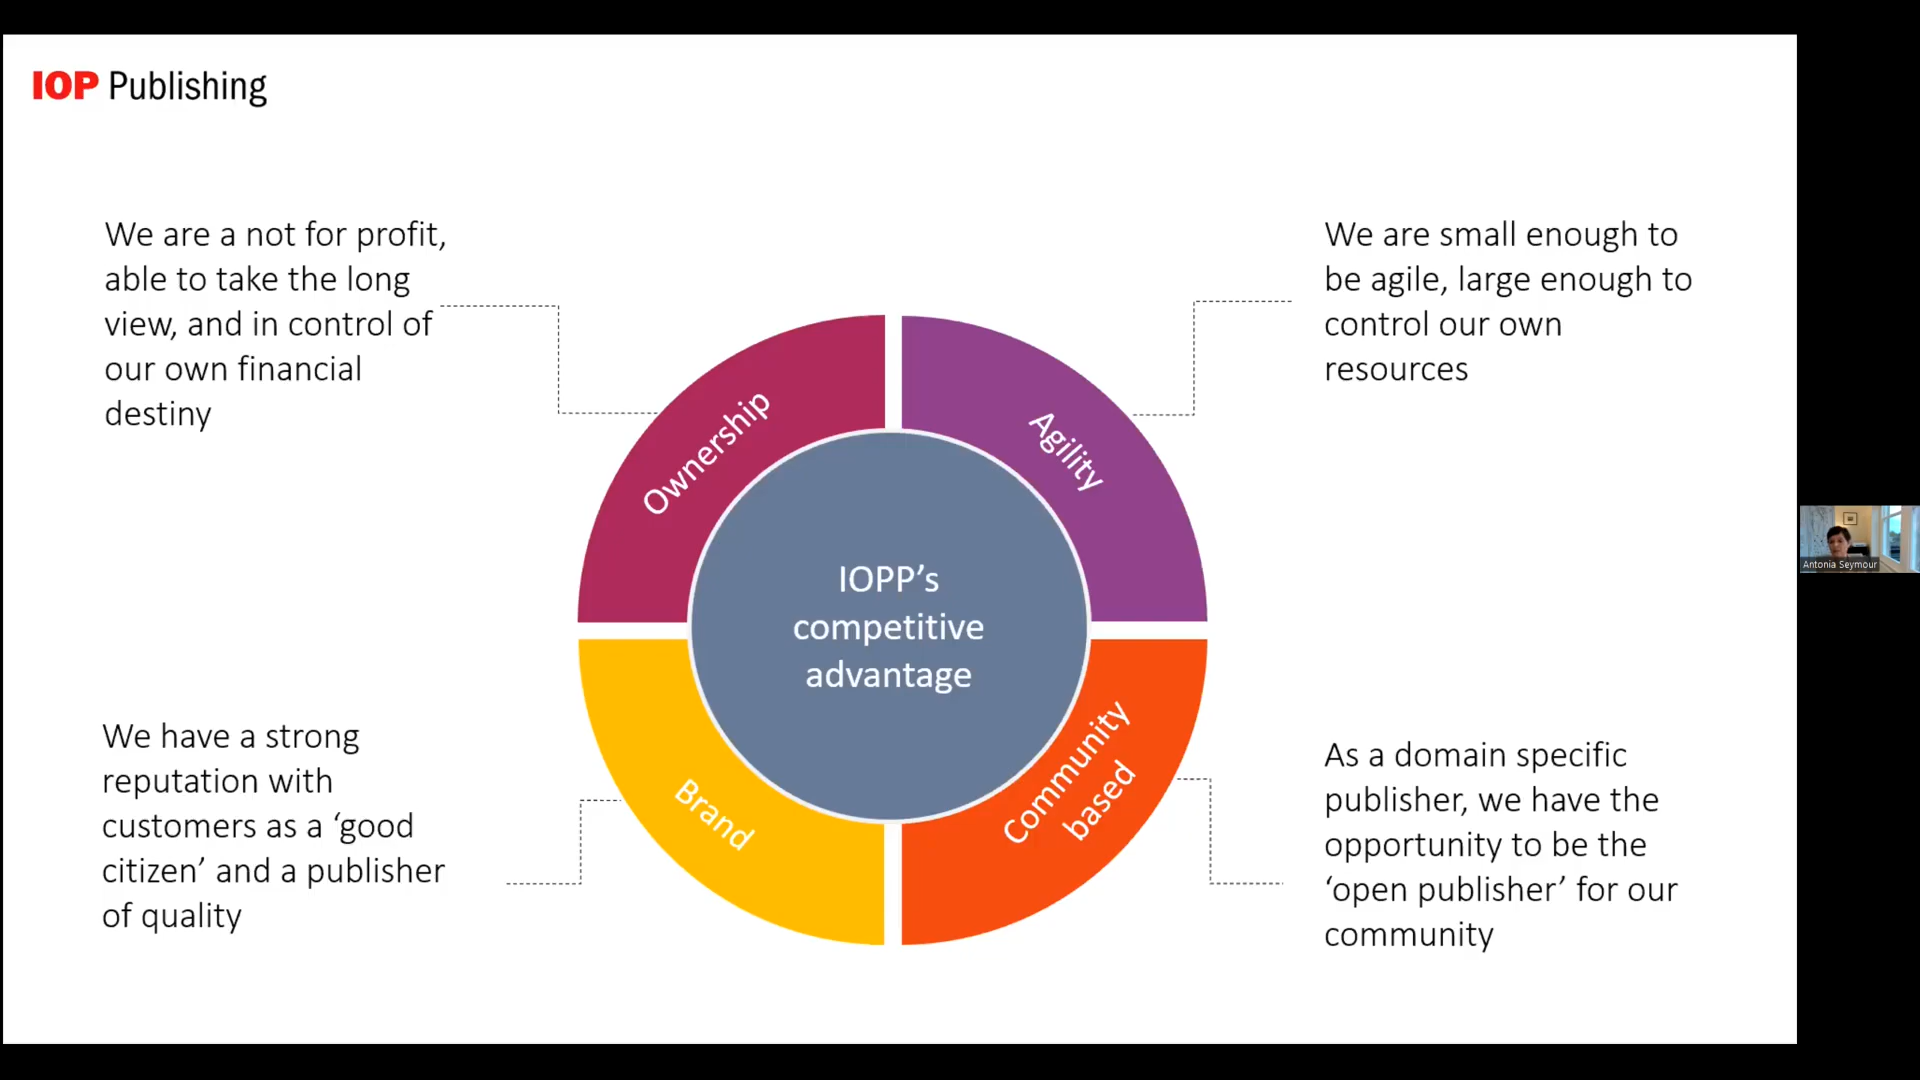 IOP Publishing
We are a not for profit,
able to take the long
view, and in control of
our own financial
destiny
We are small enough to
be agile, large enough to
control our own
resources
Ownership
Agility
IOPP’s
competitive
advantage
Brand
Community
based
We have a strong
reputation with
customers as a ‘good
citizen’ and a publisher
of quality
As a domain specific
publisher, we have the
opportunity to be the
‘open publisher’ for our
community
Antonia Seymour